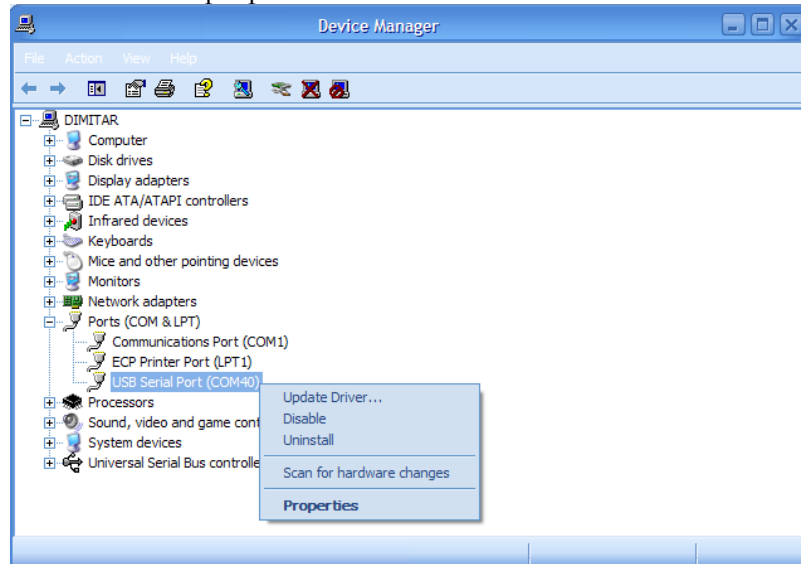 Device Manager
File Action View Help
DIMITAR
Computer
Disk drives
Display adapters
IDE ATA/ATAPI controllers
Infrared devices
Keyboards
Mice and other pointing devices
Monitors
Network adapters
Ports (COM & LPT)
Communications Port (COM1)
ECP Printer Port (LPT1)
USB Serial Port (COM40)
Processors
Sound, video and game cont
System devices
Universal Serial Bus controlle
Update Driver...
Disable
Uninstall
Scan for hardware changes
Properties